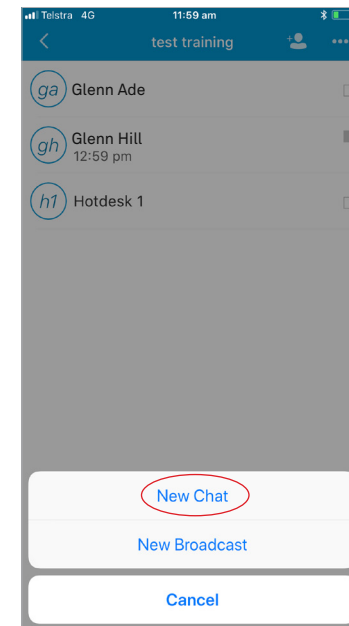 Telstra 4G 11:59 am
test training
ga Glenn Ade
gh Glenn Hill
12:59 pm
h1 Hotdesk 1
New Chat
New Broadcast
Cancel